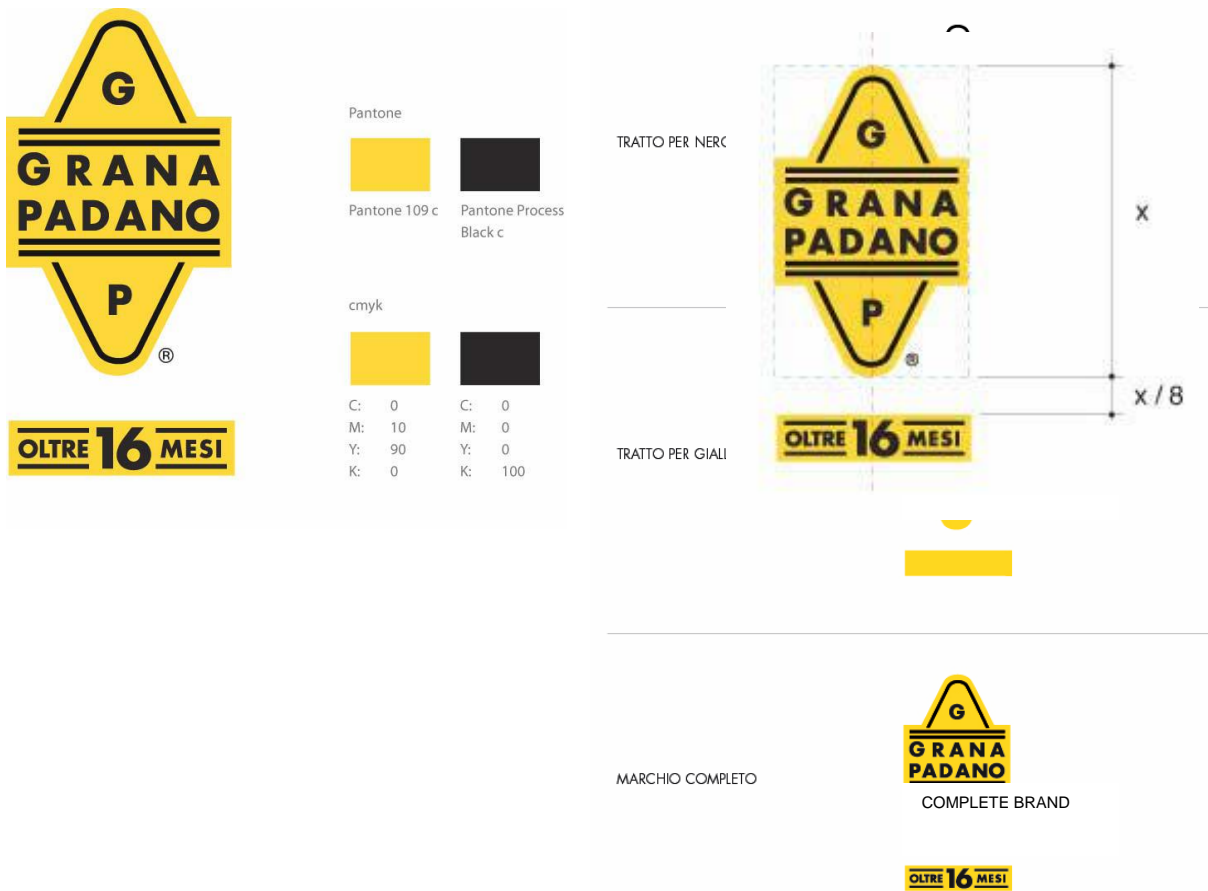 G
GRANA
PADANO
P
®
OLTRE 16 MESI
Pantone
Pantone 109 c
Pantone Process
Black c
cmyk
C: 0
M: 10
Y: 90
K: 0
C: 0
M: 0
Y: 0
K: 100
TRATTO PER NERO
G
GRANA
PADANO
P
®
x
x / 8
OLTRE 16 MESI
TRATTO PER
MARCHIO COMPLETO
G
GRANA
PADANO
COMPLETE BRAND
OLTRE 16 MESI